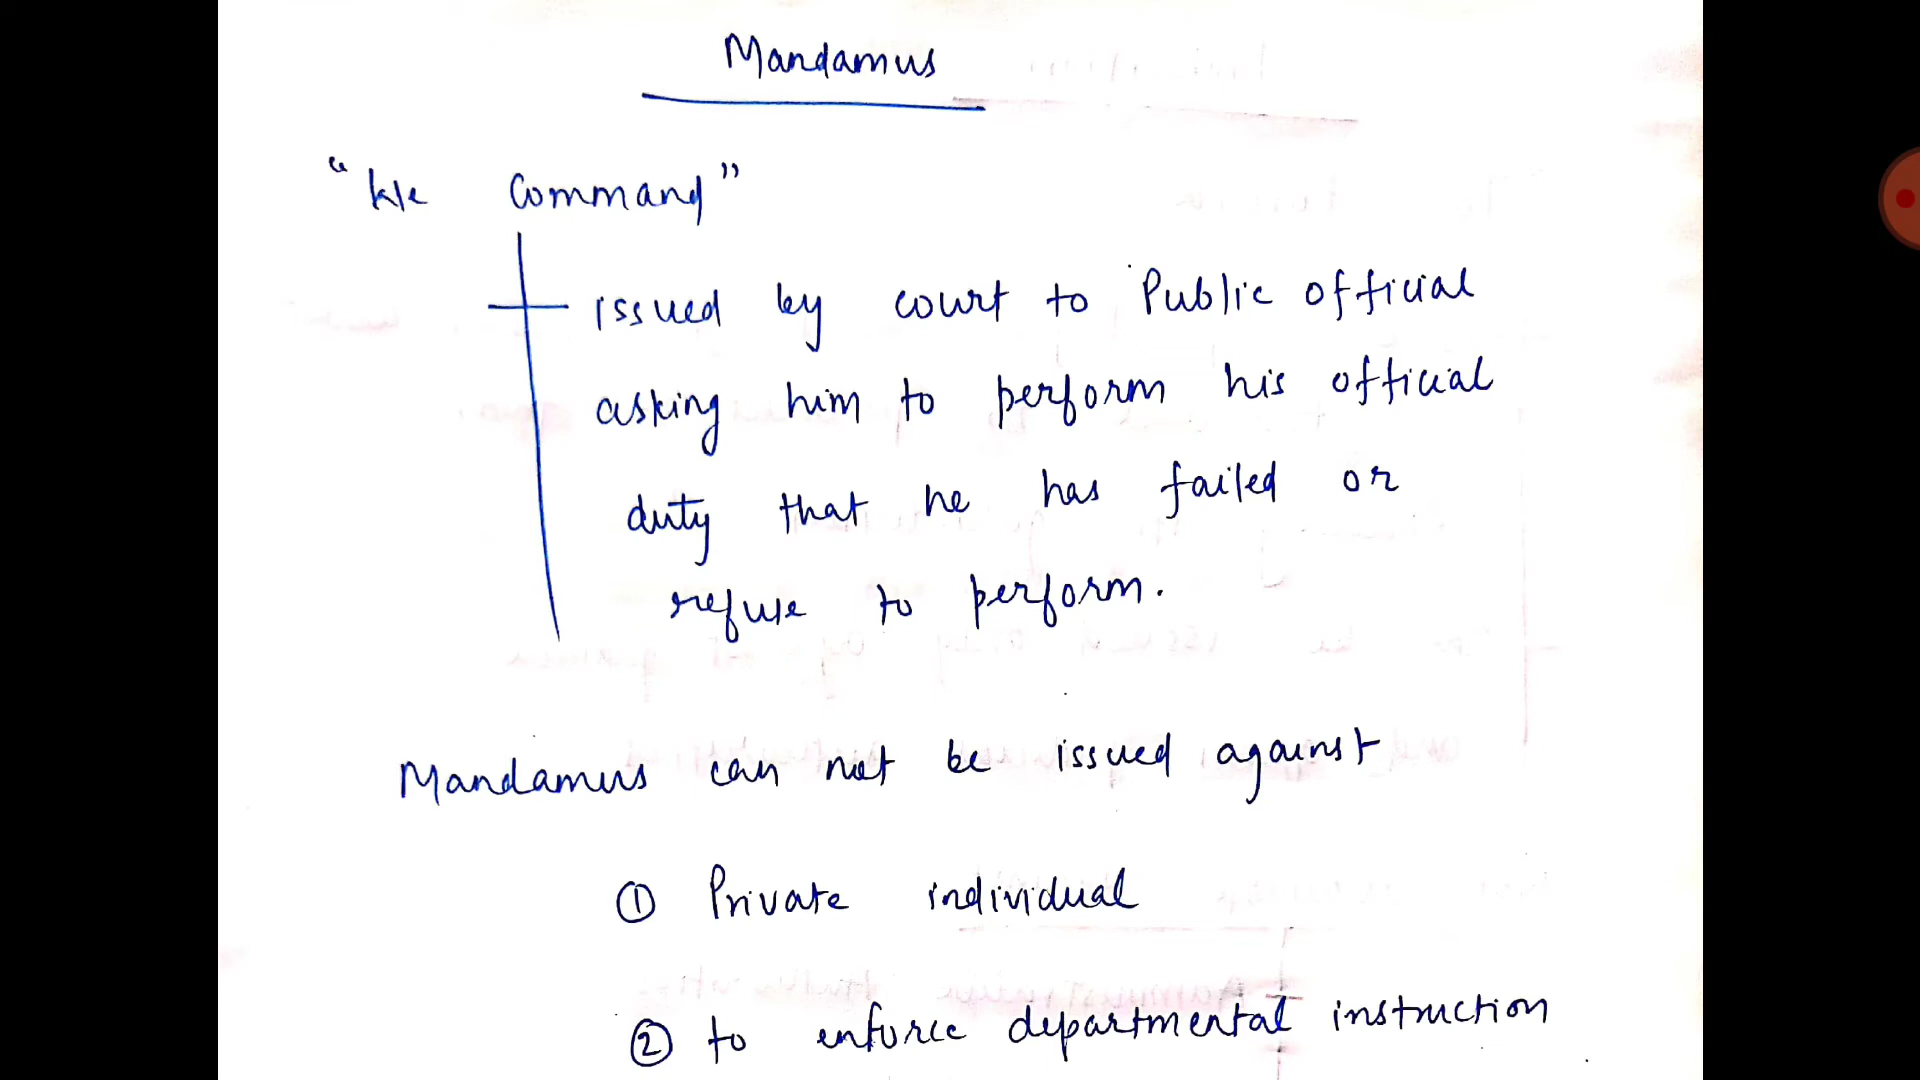 Mandamus
"We Command"
issued by court to Public official
asking him to perform his official
duty that he has failed or
refuse to perform.
Mandamus can not be issued against
① Private individual
② to enforce departmental instruction